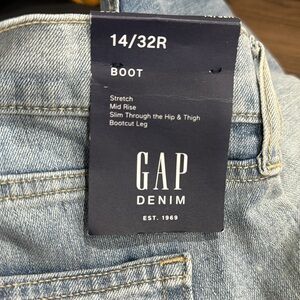 14/32R
BOOT
Stretch
Mid Rise
Slim Through the Hip & Thigh
Bootcut Leg
GAP
DENIM
EST. 1969